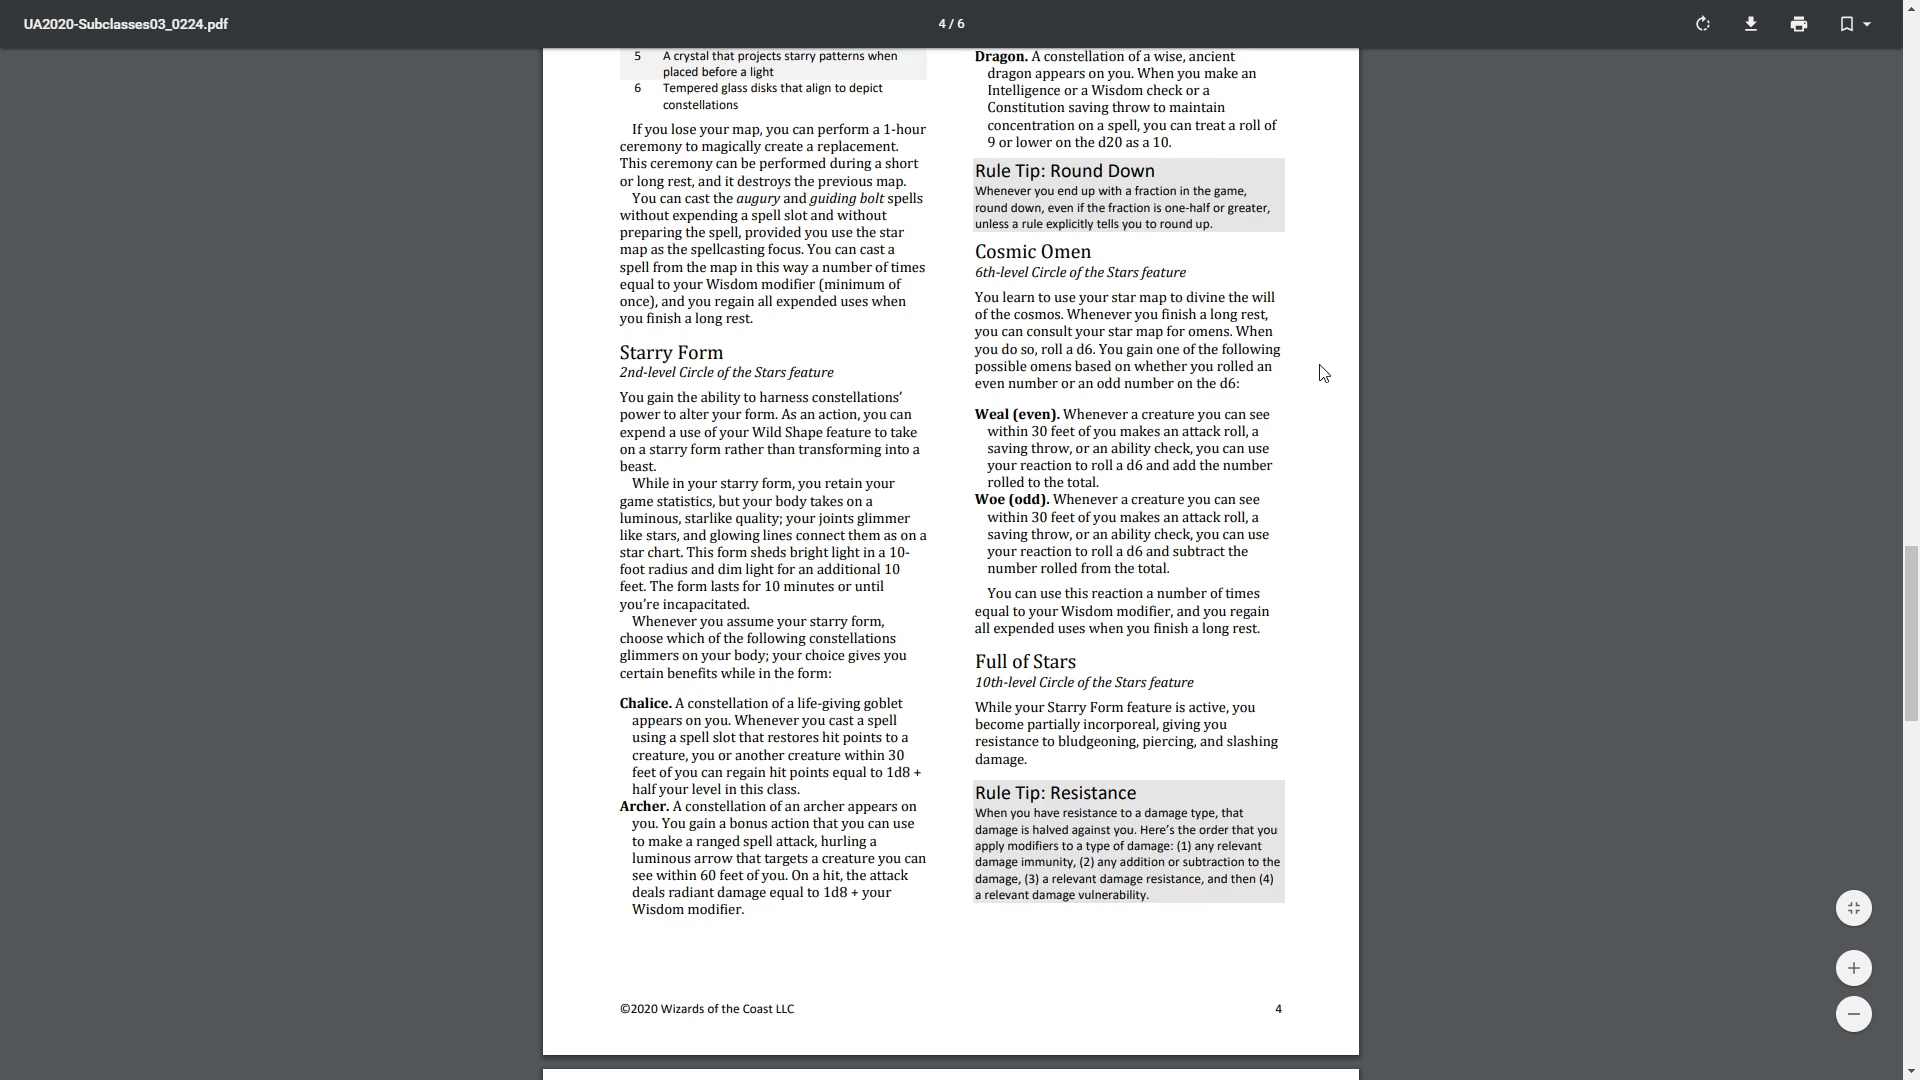 UA2020-Subclasses03_0224.pdf
4 / 6
5 A crystal that projects starry patterns when
placed before a light
6 Tempered glass disks that align to depict
constellations
If you lose your map, you can perform a 1-hour
ceremony to magically create a replacement.
This ceremony can be performed during a short
or long rest, and it destroys the previous map.
You can cast the augury and guiding bolt spells
without expending a spell slot and without
preparing the spell, provided you use the star
map as the spellcasting focus. You can cast a
spell from the map in this way a number of times
equal to your Wisdom modifier (minimum of
once), and you regain all expended uses when
you finish a long rest.
Starry Form
2nd-level Circle of the Stars feature
You gain the ability to harness constellations’
power to alter your form. As an action, you can
expend a use of your Wild Shape feature to take
on a starry form rather than transforming into a
beast.
While in your starry form, you retain your
game statistics, but your body takes on a
luminous, starlike quality; your joints glimmer
like stars, and glowing lines connect them as on a
star chart. This form sheds bright light in a 10-
foot radius and dim light for an additional 10
feet. The form lasts for 10 minutes or until
you’re incapacitated.
Whenever you assume your starry form,
choose which of the following constellations
glimmers on your body; your choice gives you
certain benefits while in the form:
Chalice. A constellation of a life-giving goblet
appears on you. Whenever you cast a spell
using a spell slot that restores hit points to a
creature, you or another creature within 30
feet of you can regain hit points equal to 1d8 +
half your level in this class.
Archer. A constellation of an archer appears on
you. You gain a bonus action that you can use
to make a ranged spell attack, hurling a
luminous arrow that targets a creature you can
see within 60 feet of you. On a hit, the attack
deals radiant damage equal to 1d8 + your
Wisdom modifier.
Dragon. A constellation of a wise, ancient
dragon appears on you. When you make an
Intelligence or a Wisdom check or a
Constitution saving throw to maintain
concentration on a spell, you can treat a roll of
9 or lower on the d20 as a 10.
Rule Tip: Round Down
Whenever you end up with a fraction in the game,
round down, even if the fraction is one-half or greater,
unless a rule explicitly tells you to round up.
Cosmic Omen
6th-level Circle of the Stars feature
You learn to use your star map to divine the will
of the cosmos. Whenever you finish a long rest,
you can consult your star map for omens. When
you do so, roll a d6. You gain one of the following
possible omens based on whether you rolled an
even number or an odd number on the d6:
Weal (even). Whenever a creature you can see
within 30 feet of you makes an attack roll, a
saving throw, or an ability check, you can use
your reaction to roll a d6 and add the number
rolled to the total.
Woe (odd). Whenever a creature you can see
within 30 feet of you makes an attack roll, a
saving throw, or an ability check, you can use
your reaction to roll a d6 and subtract the
number rolled from the total.
You can use this reaction a number of times
equal to your Wisdom modifier, and you regain
all expended uses when you finish a long rest.
Full of Stars
10th-level Circle of the Stars feature
While your Starry Form feature is active, you
become partially incorporeal, giving you
resistance to bludgeoning, piercing, and slashing
damage.
Rule Tip: Resistance
When you have resistance to a damage type, that
damage is halved against you. Here’s the order that you
apply modifiers to a type of damage: (1) any relevant
damage immunity, (2) any addition or subtraction to the
damage, (3) a relevant damage resistance, and then (4)
a relevant damage vulnerability.
©2020 Wizards of the Coast LLC
4